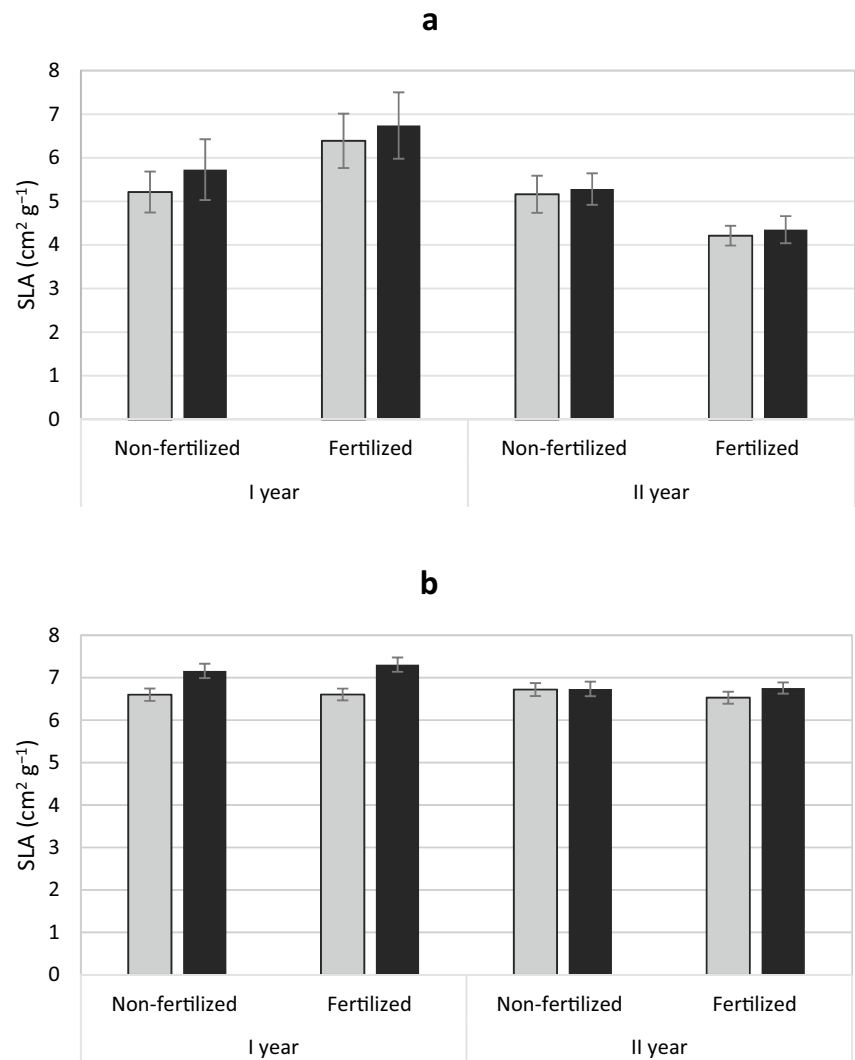 a
8
7
6
5
4
3
2
1
0
SLA (cm² g⁻¹)
Non-fertilized Fertilized Non-fertilized Fertilized
I year II year
b
8
7
6
5
4
3
2
1
0
SLA (cm² g⁻¹)
Non-fertilized Fertilized Non-fertilized Fertilized
I year II year